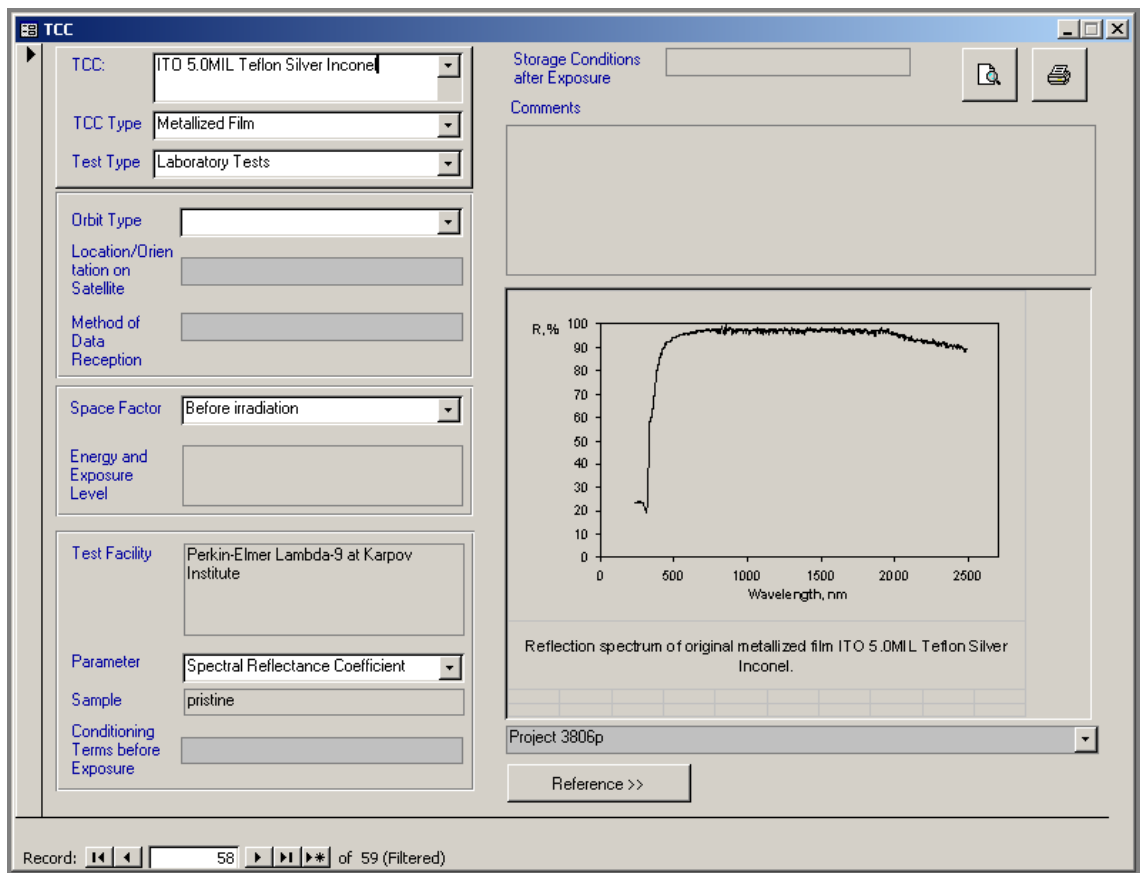 TCC
TCC:
ITO 5.0MIL Teflon Silver Inconel
TCC Type
Metallized Film
Test Type
Laboratory Tests
Orbit Type
Location/Orien
tation on
Satellite
Method of
Data
Reception
Space Factor
Before irradiation
Energy and
Exposure
Level
Test Facility
Perkin-Elmer Lambda-9 at Karpov
Institute
Parameter
Spectral Reflectance Coefficient
Sample
pristine
Conditioning
Terms before
Exposure
Storage Conditions
after Exposure
Comments
R,%
100
90
80
70
60
50
40
30
20
10
0
0 500 1000 1500 2000 2500
Wavelength, nm
Reflection spectrum of original metallized film ITO 5.0MIL Teflon Silver
Inconel.
Project 3806p
Reference >>
Record: 58 of 59 (Filtered)